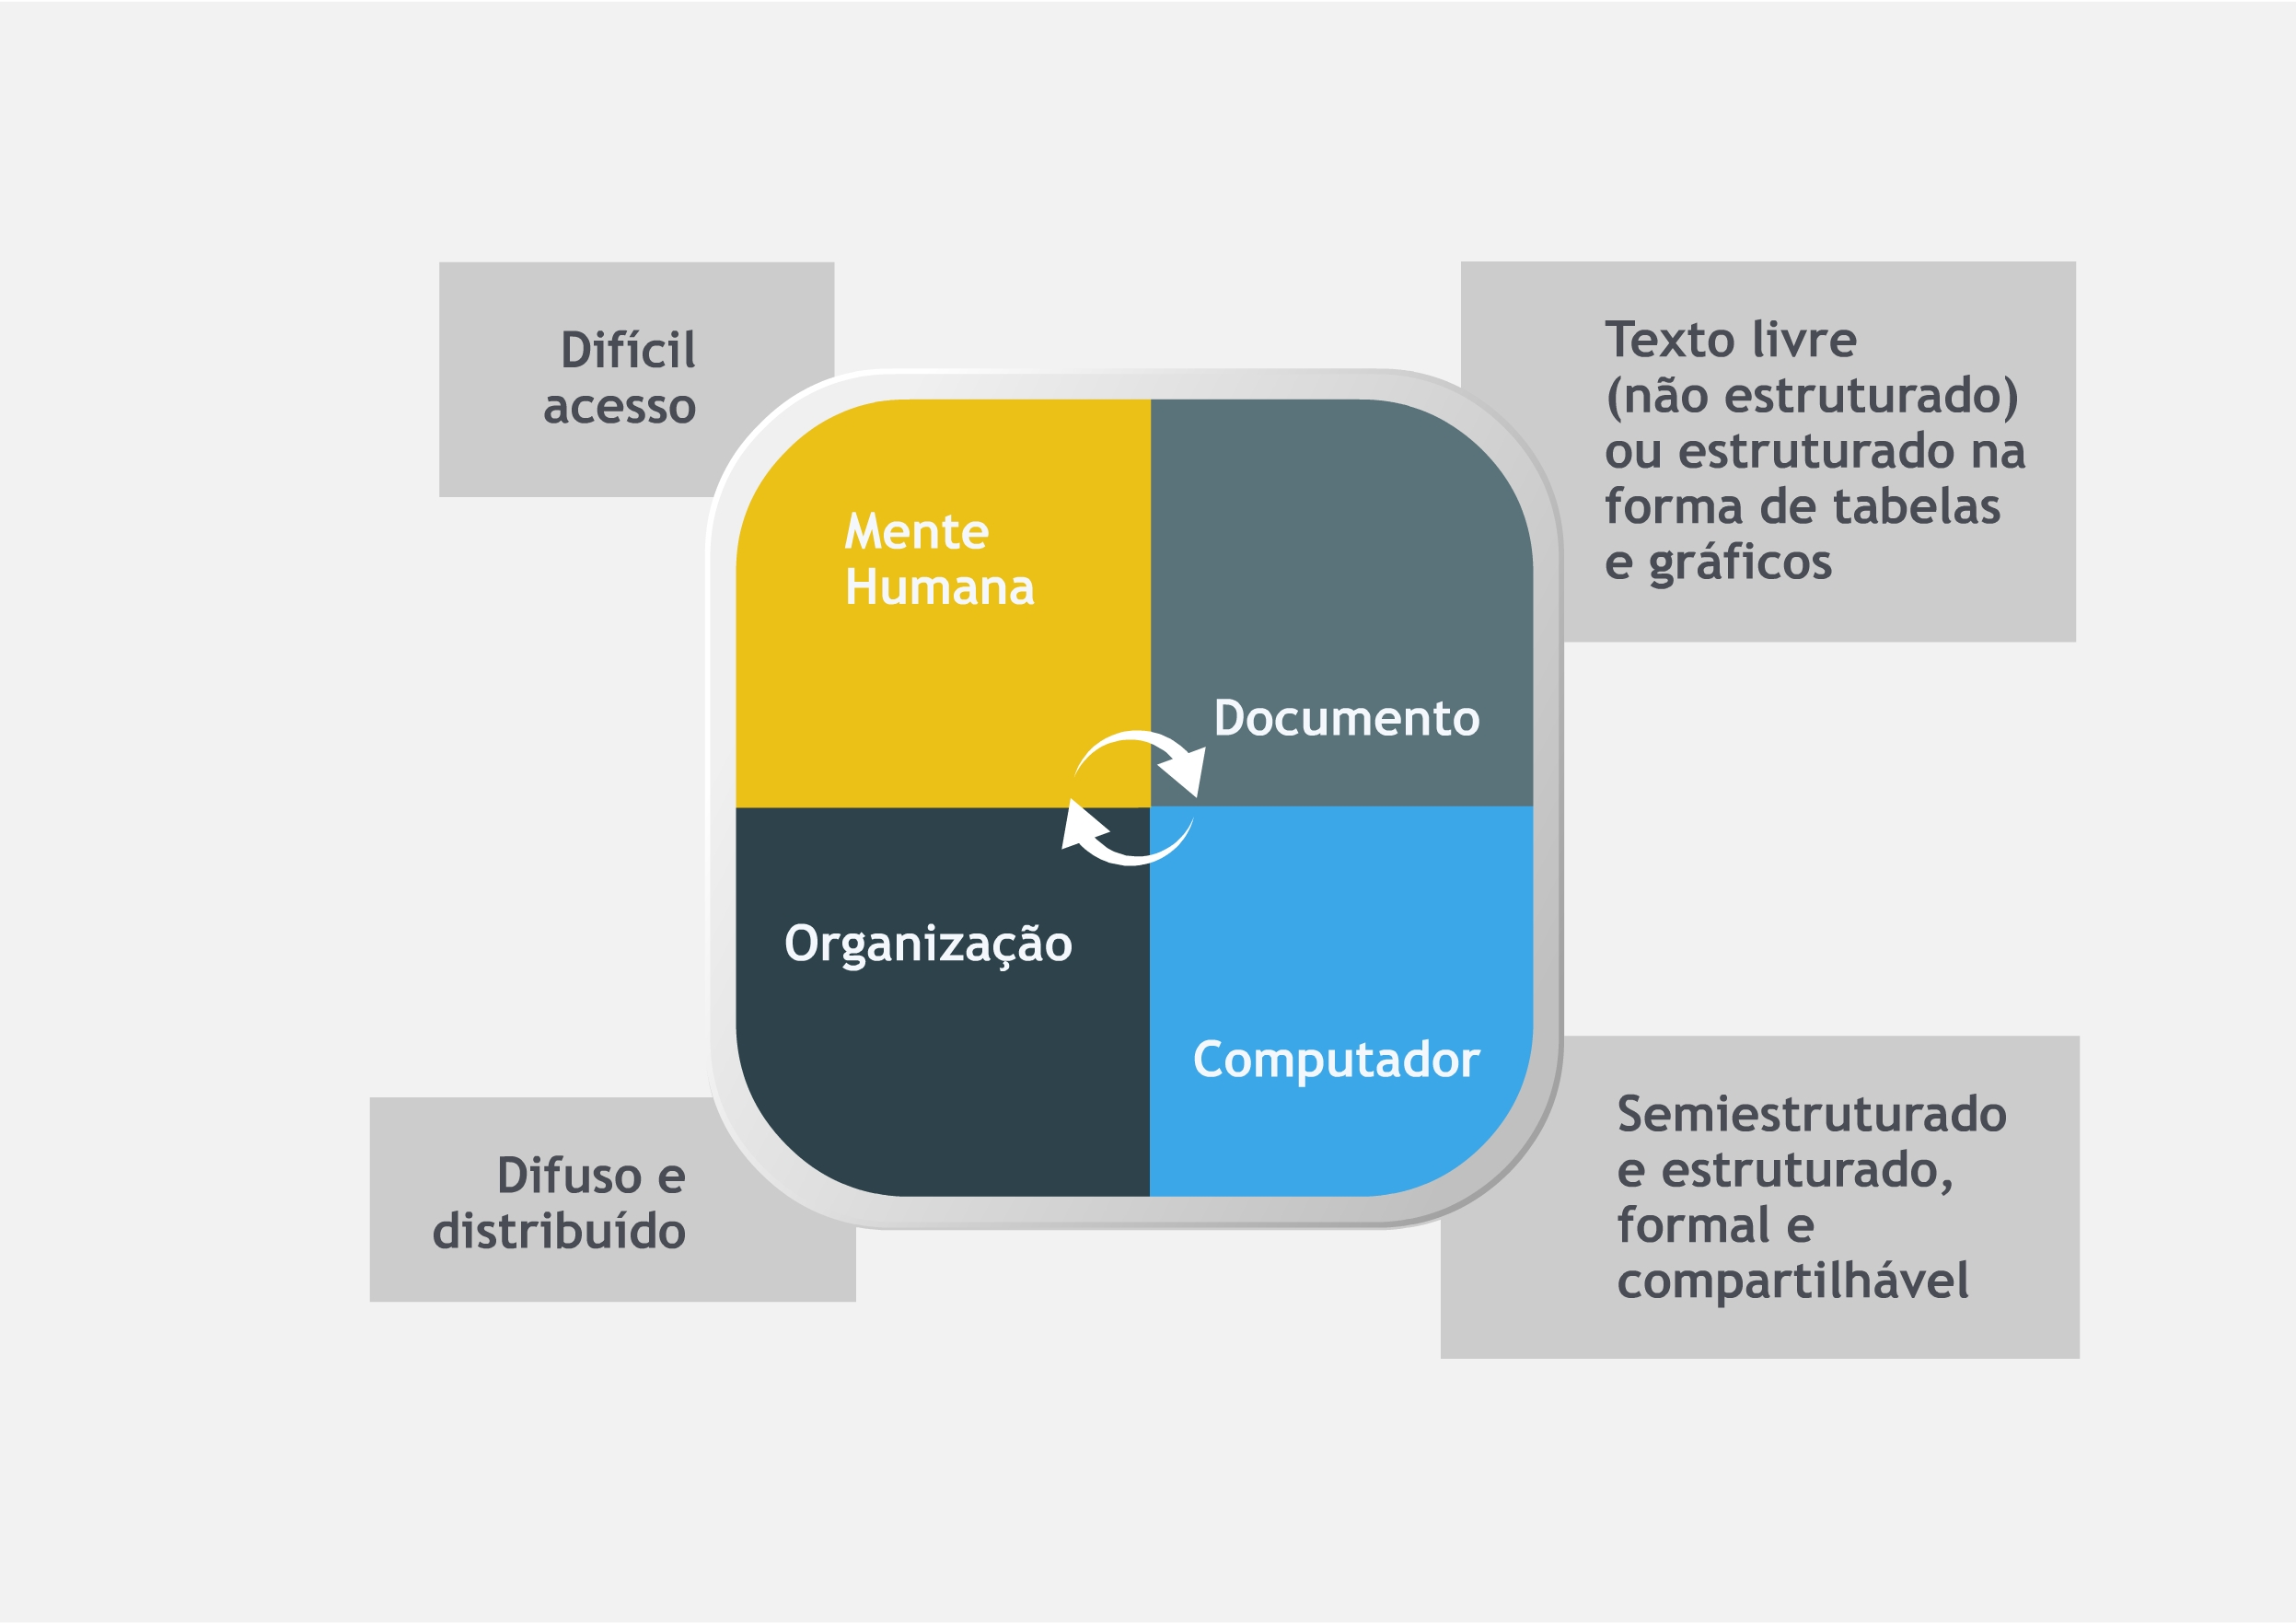 Difícil
acesso
Texto livre
(não estruturado)
ou estruturado na
forma de tabelas
e gráficos
Mente
Humana
Documento
Organização
Computador
Difuso e
distribuído
Semiestruturado
e estruturado,
formal e
compartilhável